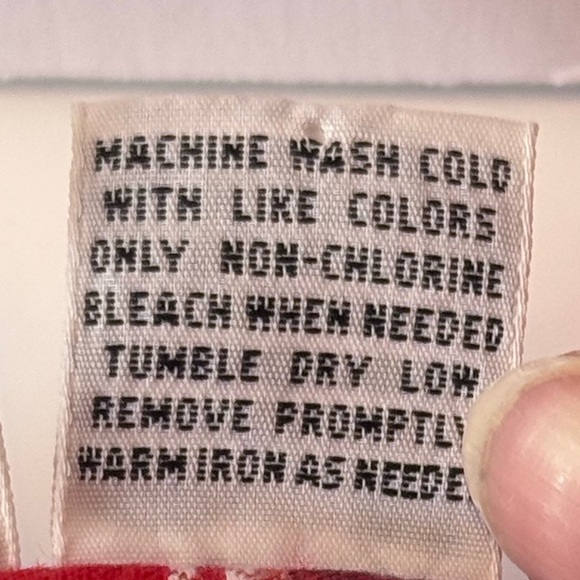 MACHINE WASH COLD
WITH LIKE COLORS
ONLY NON-CHLORINE
BLEACH WHEN NEEDED
TUMBLE DRY LOW
REMOVE PROMPTLY
WARM IRON AS NEEDE